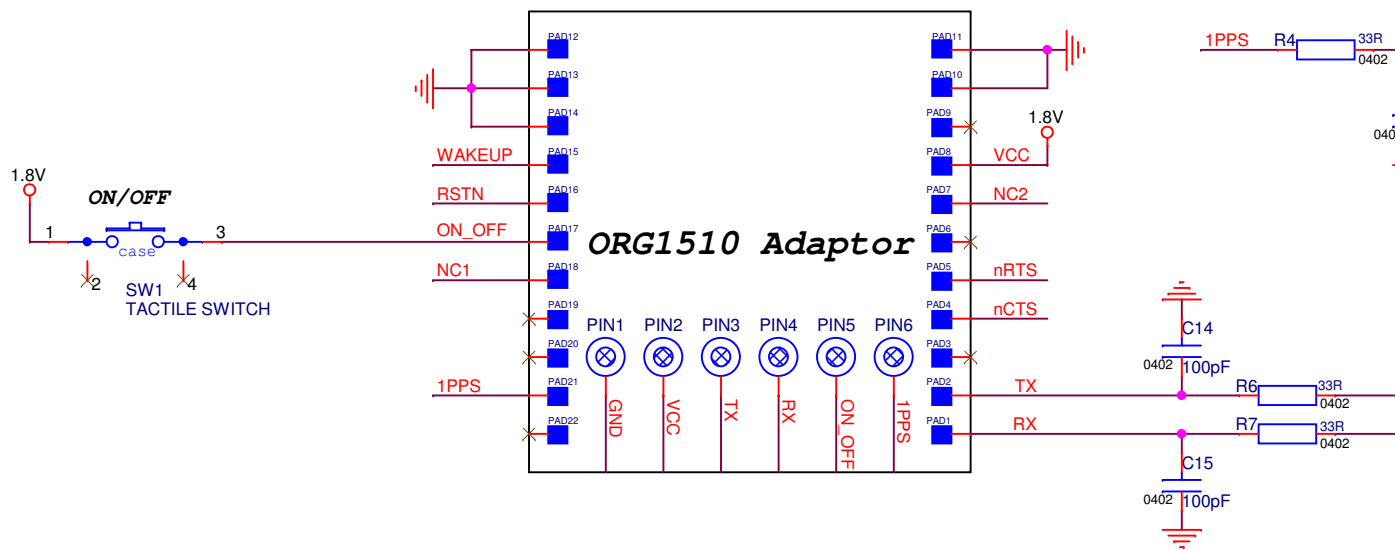 PAD12
PAD13
PAD14
PAD15
WAKEUP
PAD16
RSTN
PAD17
ON_OFF
PAD18
NC1
PAD19
PAD20
PAD21
1PPS
PAD22
1.8V
ON/OFF
1
3
case
2
4
SW1
TACTILE SWITCH
ORG1510 Adaptor
PIN1
PIN2
PIN3
PIN4
PIN5
PIN6
GND
VCC
TX
RX
ON_OFF
1PPS
PAD11
PAD10
PAD9
1.8V
PAD8
VCC
PAD7
NC2
PAD6
PAD5
nRTS
PAD4
nCTS
PAD3
PAD2
TX
PAD1
RX
1PPS
R4
33R
0402
C14
0402
100pF
R6
33R
0402
R7
33R
0402
C15
0402
100pF